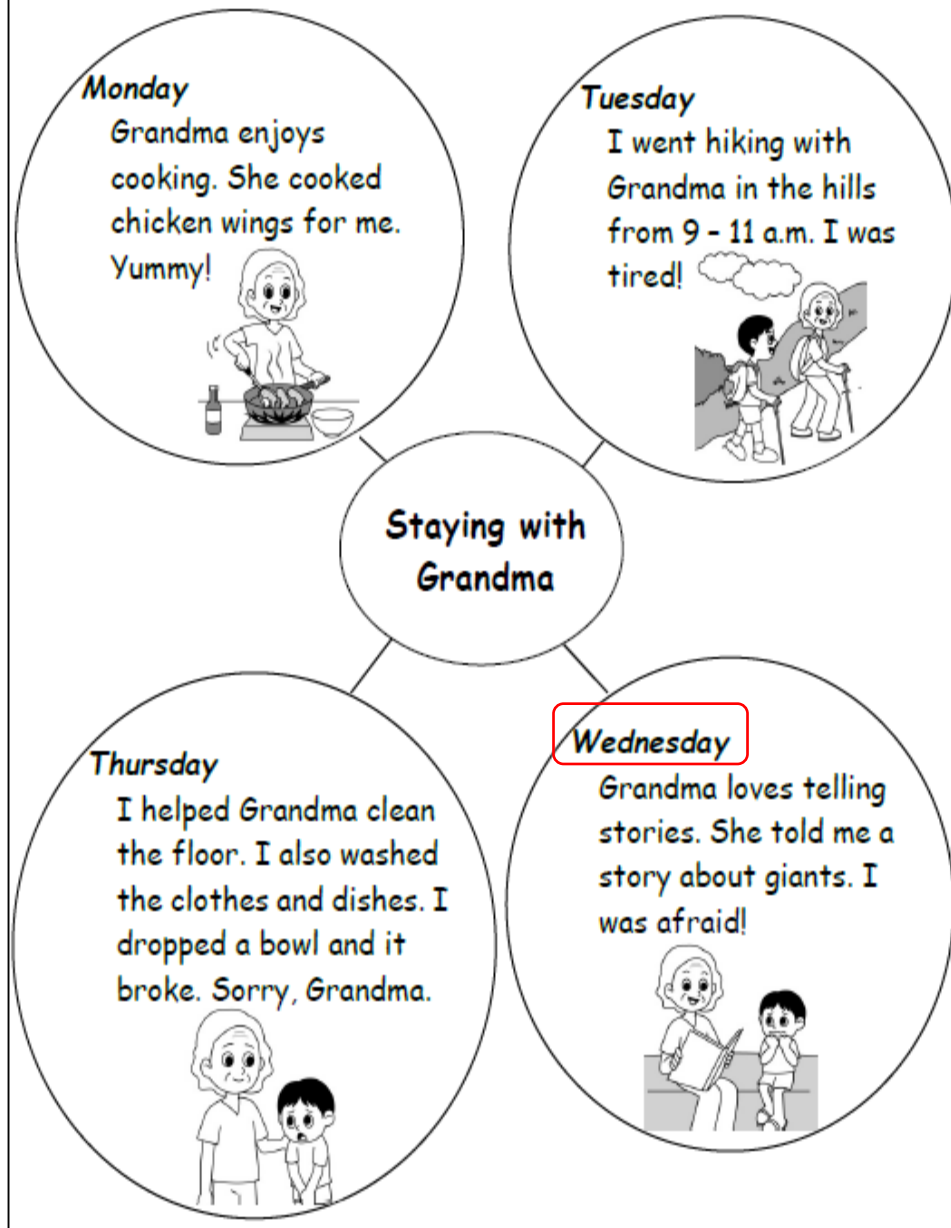 Monday
Grandma enjoys
cooking. She cooked
chicken wings for me.
Yummy!
Tuesday
I went hiking with
Grandma in the hills
from 9 – 11 a.m. I was
tired!
Staying with
Grandma
Thursday
I helped Grandma clean
the floor. I also washed
the clothes and dishes. I
dropped a bowl and it
broke. Sorry, Grandma.
Wednesday
Grandma loves telling
stories. She told me a
story about giants. I
was afraid!